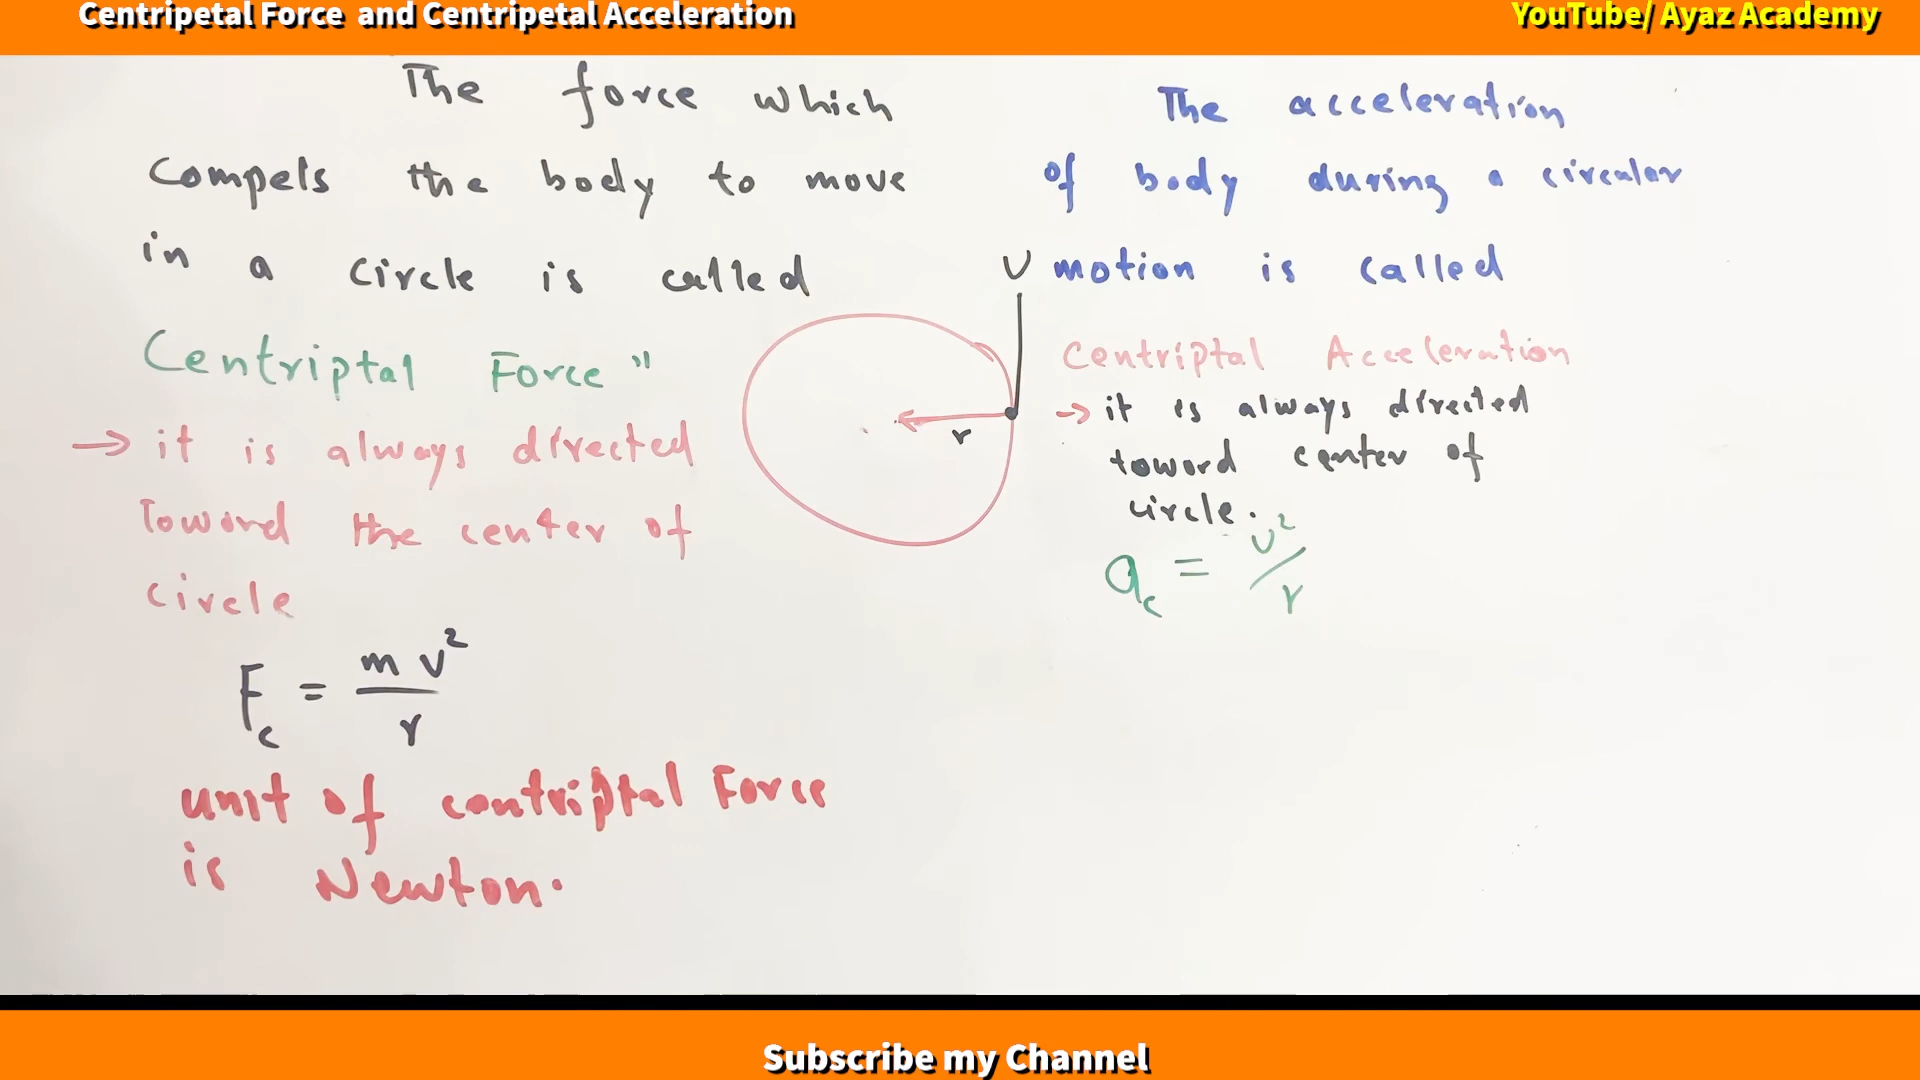 Centripetal Force and Centripetal Acceleration
YouTube/ Ayaz Academy
The force which
compels the body to move
in a circle is called
Centriptal Force"
→ it is always directed
Toward the center of
circle
F_c = m v² / r
unit of centriptal Force
is Newton.
V
r
The acceleration
of body during a circular
motion is called
Centriptal Acceleration
→ it is always directed
toward center of
circle.
a_c = v² / r
Subscribe my Channel